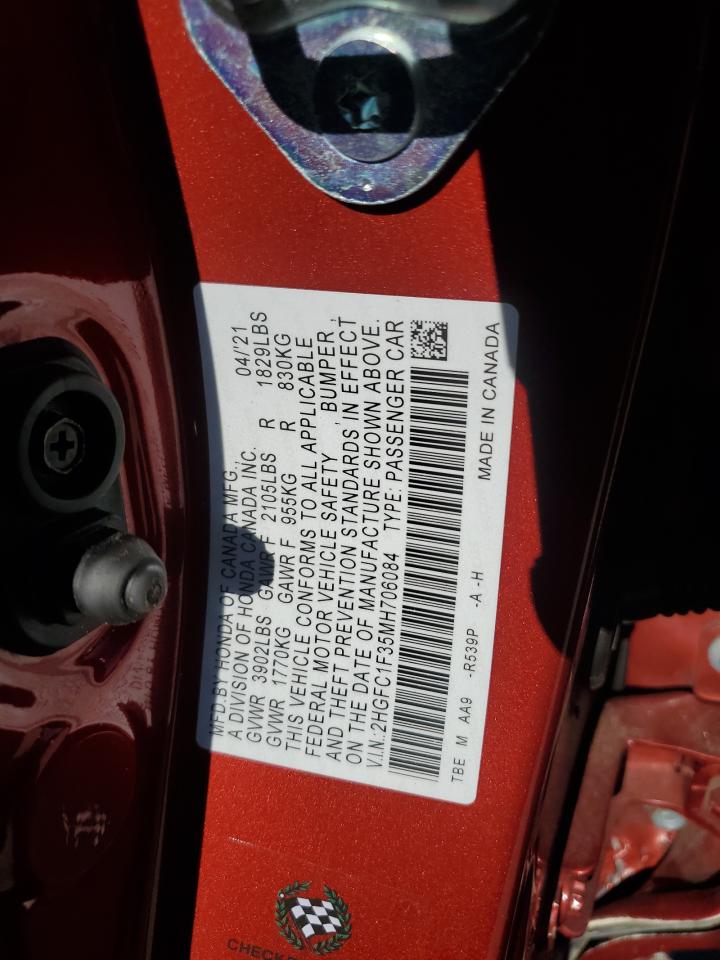 MFD.BY HONDA OF CANADA MFG.,
A DIVISION OF HONDA CANADA INC. 04/'21
GVWR 3902LBS GAWR F 2105LBS R 1829LBS
GVWR 1770KG GAWR F 955KG R 830KG
THIS VEHICLE CONFORMS TO ALL APPLICABLE
FEDERAL MOTOR VEHICLE SAFETY , BUMPER ,
AND THEFT PREVENTION STANDARDS IN EFFECT
ON THE DATE OF MANUFACTURE SHOWN ABOVE.
V.I.N.:2HGFC1F35MH706084 TYPE: PASSENGER CAR
TBE M AA9 -R539P -A -H MADE IN CANADA